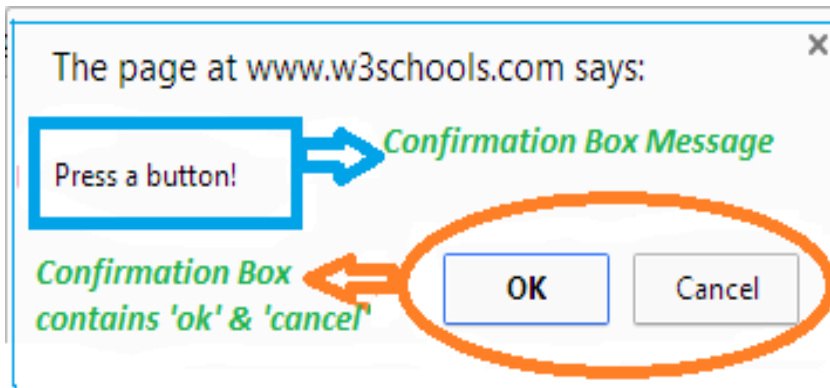 The page at www.w3schools.com says:
Confirmation Box Message
Press a button!
Confirmation Box
contains 'ok' & 'cancel'
OK
Cancel